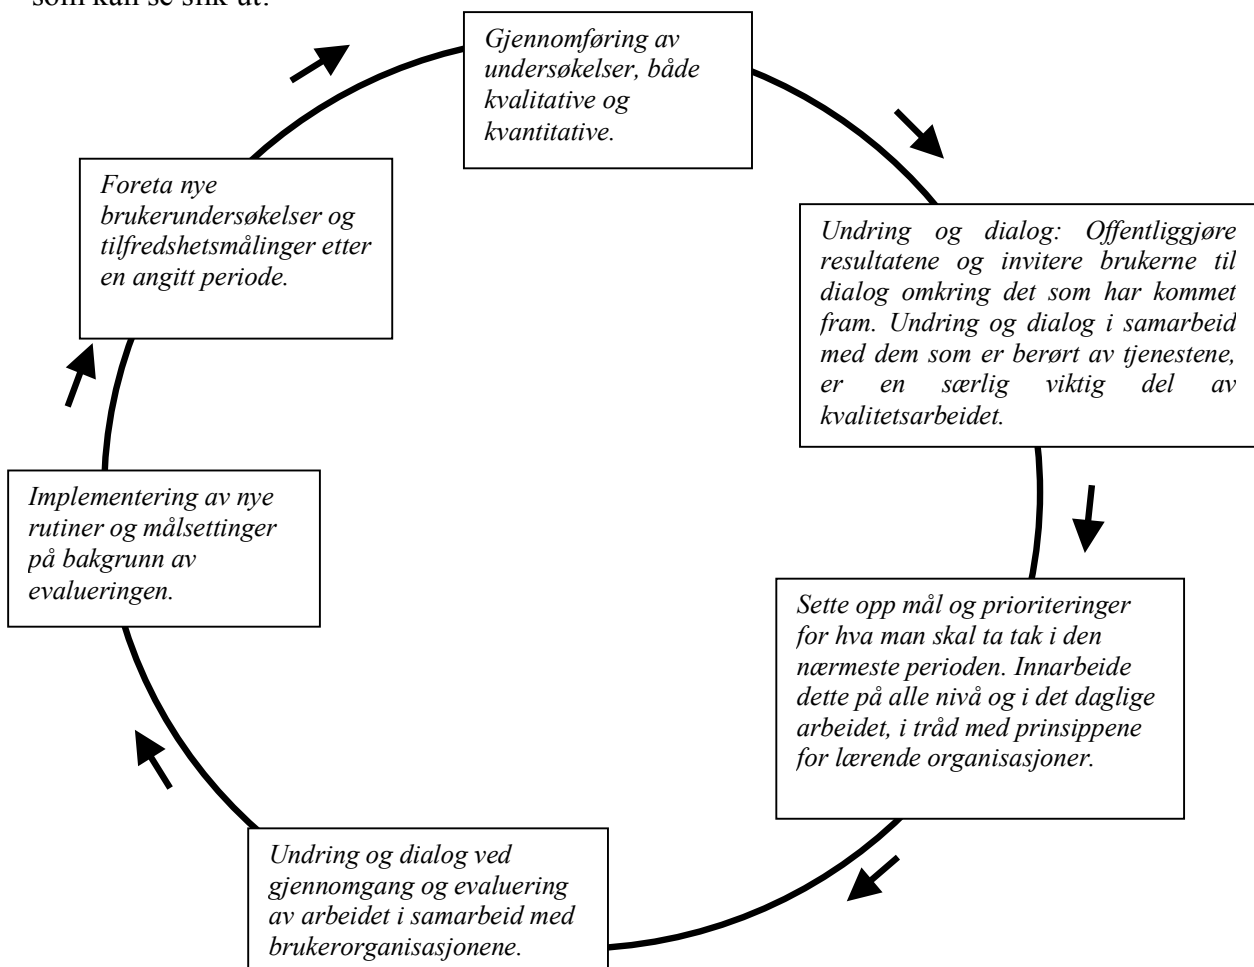 som kan se slik ut:
Gjennomføring av
undersøkelser, både
kvalitative og
kvantitative.
Undring og dialog: Offentliggjøre
resultatene og invitere brukerne til
dialog omkring det som har kommet
fram. Undring og dialog i samarbeid
med dem som er berørt av tjenestene,
er en særlig viktig del av
kvalitetsarbeidet.
Sette opp mål og prioriteringer
for hva man skal ta tak i den
nærmeste perioden. Innarbeide
dette på alle nivå og i det daglige
arbeidet, i tråd med prinsippene
for lærende organisasjoner.
Undring og dialog ved
gjennomgang og evaluering
av arbeidet i samarbeid med
brukerorganisasjonene.
Implementering av nye
rutiner og målsettinger
på bakgrunn av
evalueringen.
Foreta nye
brukerundersøkelser og
tilfredshetsmålinger etter
en angitt periode.